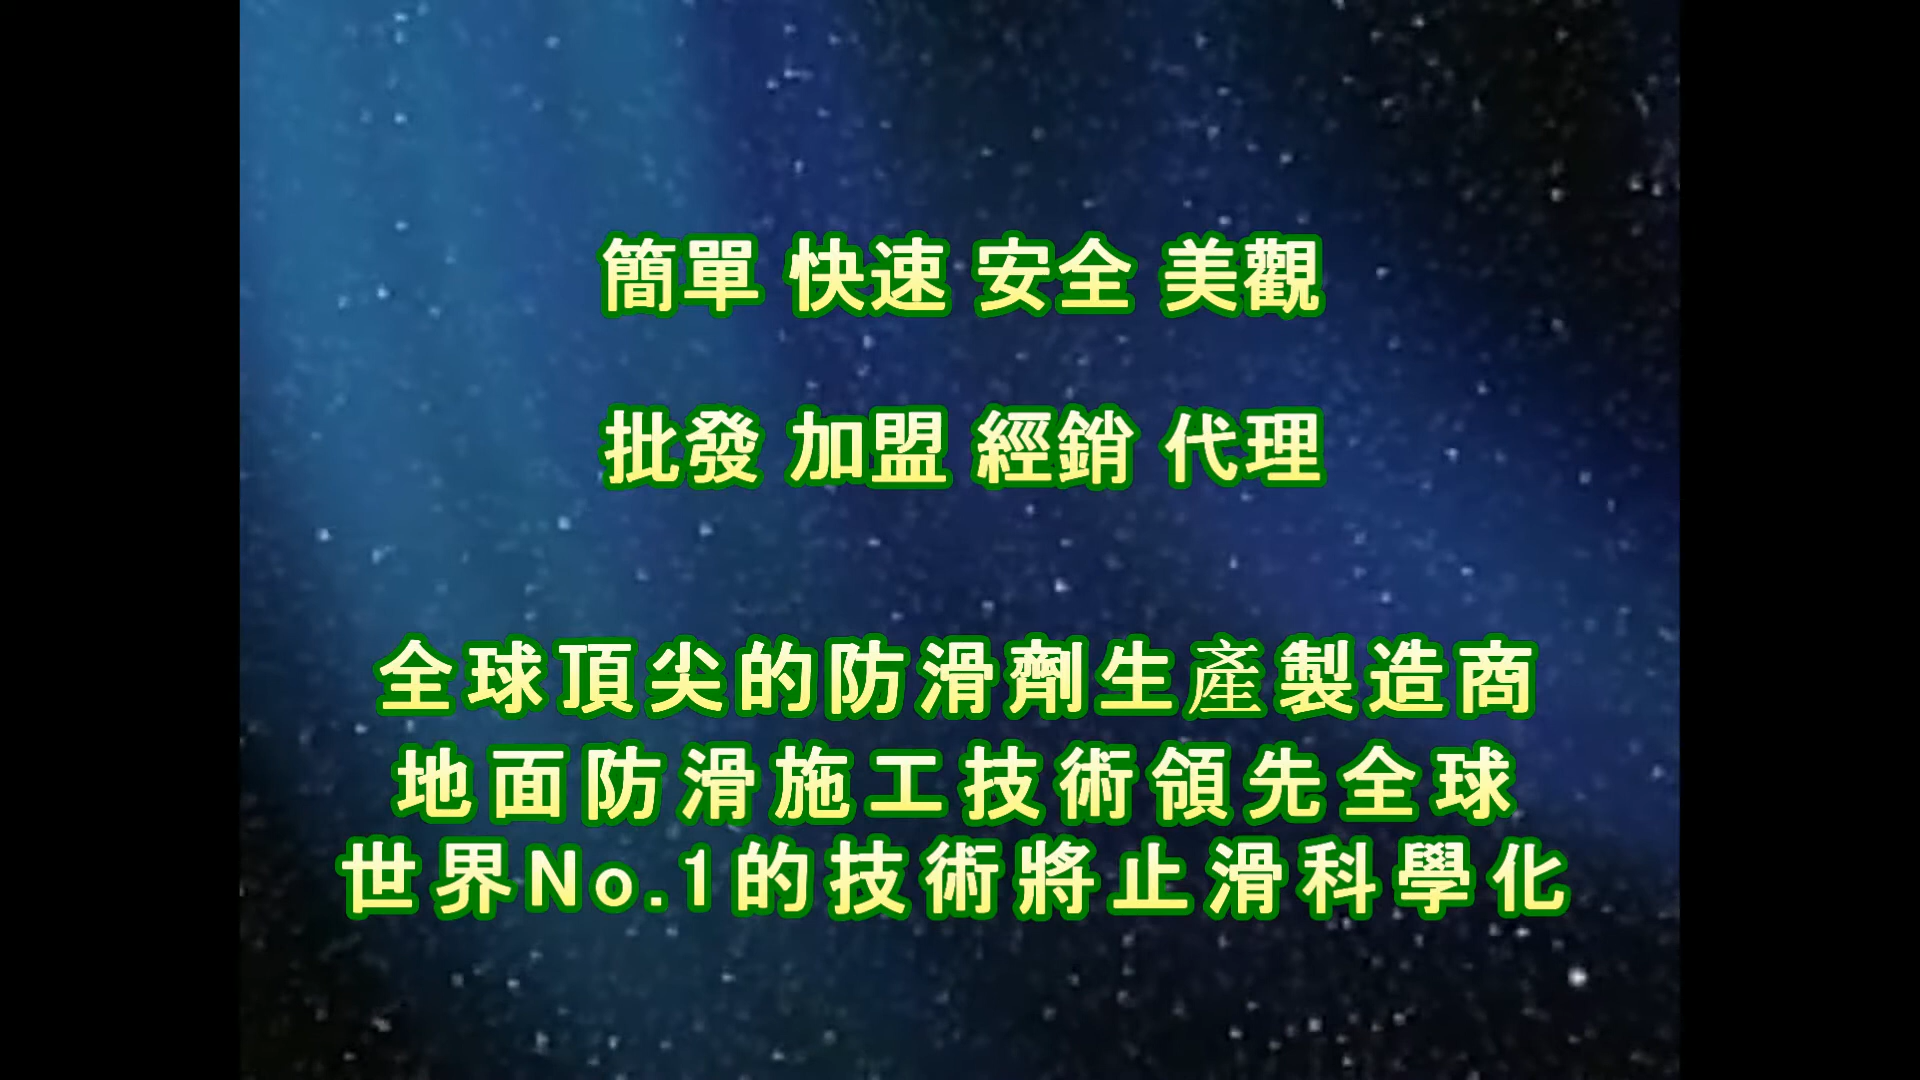 簡單 快速 安全 美觀
批發 加盟 經銷 代理
全球頂尖的防滑劑生產製造商
地面防滑施工技術領先全球
世界No.1的技術將止滑科學化